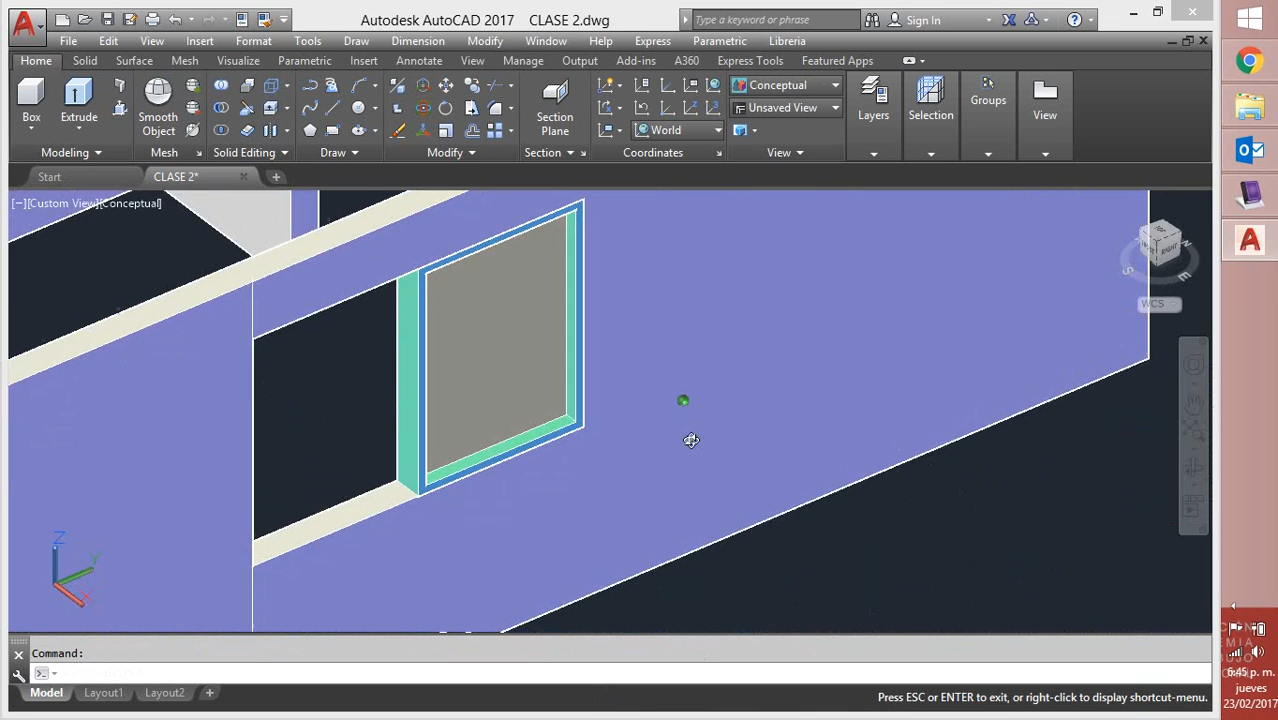 Autodesk AutoCAD 2017 CLASE 2.dwg
Type a keyword or phrase
Sign In
File Edit View Insert Format Tools Draw Dimension Modify Window Help Express Parametric Libreria
Home Solid Surface Mesh Visualize Parametric Insert Annotate View Manage Output Add-ins A360 Express Tools Featured Apps
Box
Extrude
Smooth
Object
Section
Plane
World
Conceptual
Unsaved View
Layers
Selection
Groups
View
Modeling Mesh Solid Editing Draw Modify Section Coordinates View
Start
CLASE 2*
[−][Custom View][Conceptual]
RIGHT
N
S
E
WCS
Z
Y
X
Command:
Model Layout1 Layout2
Press ESC or ENTER to exit, or right-click to display shortcut-menu.
6:45 p. m.
jueves
23/02/2017